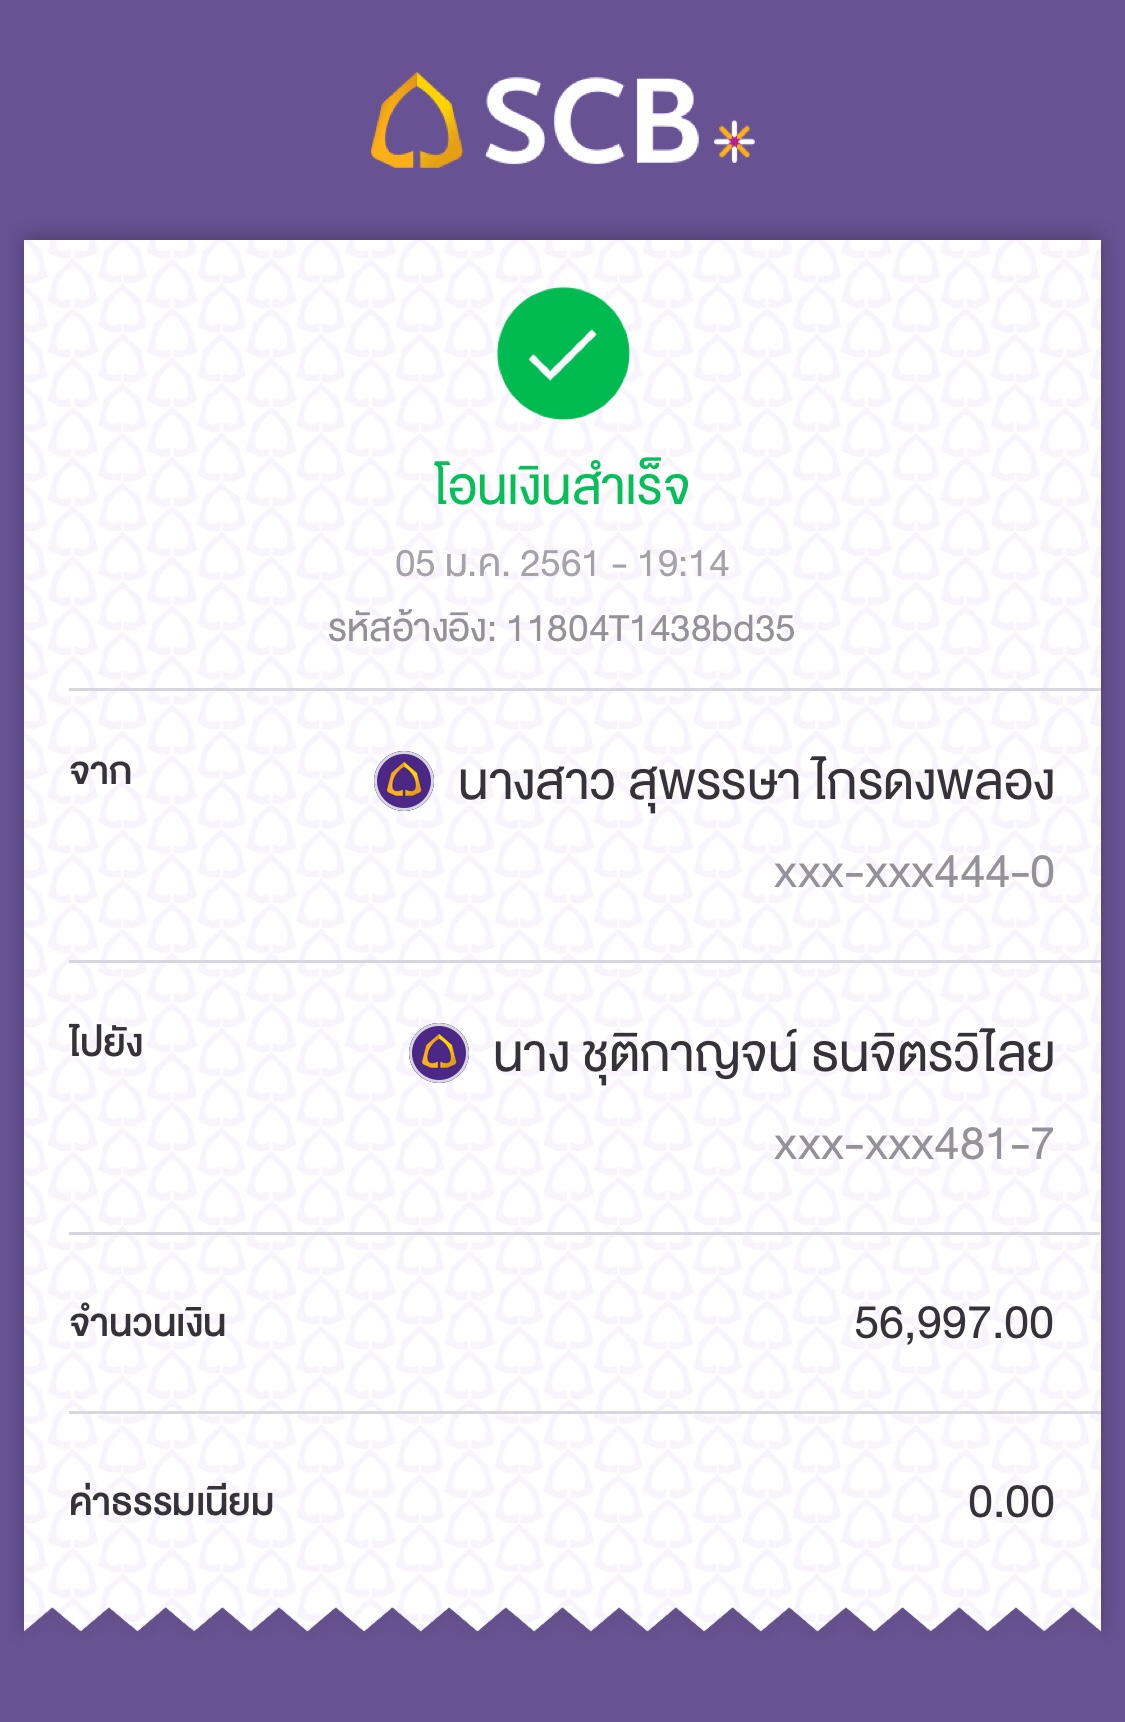 SCB
โอนเงินสำเร็จ
05 ม.ค. 2561 - 19:14
รหัสอ้างอิง: 11804T1438bd35
จาก นางสาว สุพรรษา ไกรดงพลอง
xxx-xxx444-0
ไปยัง นาง ชุติกาญจน์ ธนจิตรวิไลย
xxx-xxx481-7
จำนวนเงิน 56,997.00
ค่าธรรมเนียม 0.00